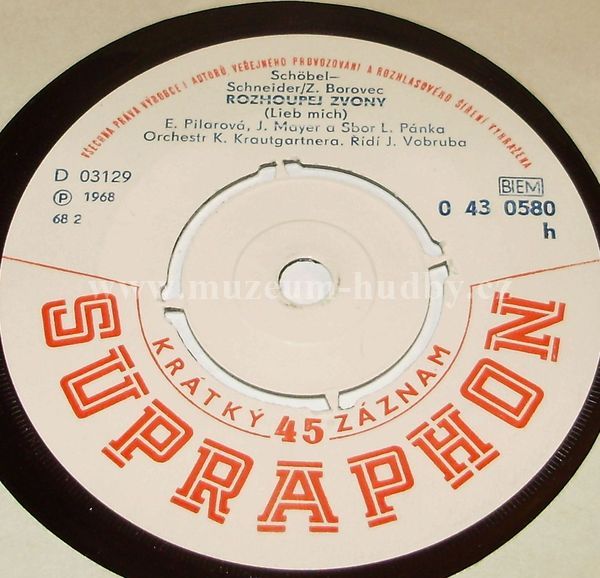 VŠECHNA PRÁVA VÝROBCE I AUTORŮ, VEŘEJNÉHO PROVOZOVÁNÍ A ROZHLASOVÉHO ŠÍŘENÍ VYHRAŽENA
Schöbel–
Schneider/Z. Borovec
ROZHOUPEJ ZVONY
(Lieb mich)
E. Pilarová, J. Mayer a Sbor L. Pánka
Orchestr K. Krautgartnera. Řídí J. Vobruba
D 03129
Ⓟ 1968
68 2
BIEM
0 43 0580
h
www.muzeum-hudby.cz
KRÁTKÝ 45 ZÁZNAM
SUPRAPHON